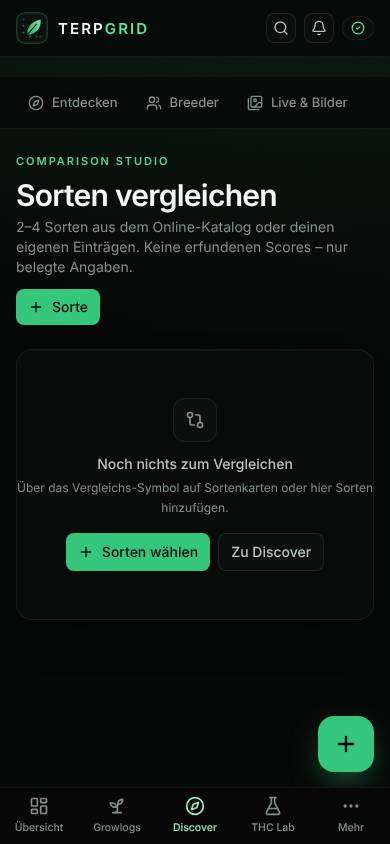 TERPGRID
Entdecken
Breeder
Live & Bilder
COMPARISON STUDIO
Sorten vergleichen
2–4 Sorten aus dem Online-Katalog oder deinen
eigenen Einträgen. Keine erfundenen Scores – nur
belegte Angaben.
Sorte
Noch nichts zum Vergleichen
Über das Vergleichs-Symbol auf Sortenkarten oder hier Sorten
hinzufügen.
Sorten wählen
Zu Discover
Übersicht
Growlogs
Discover
THC Lab
Mehr